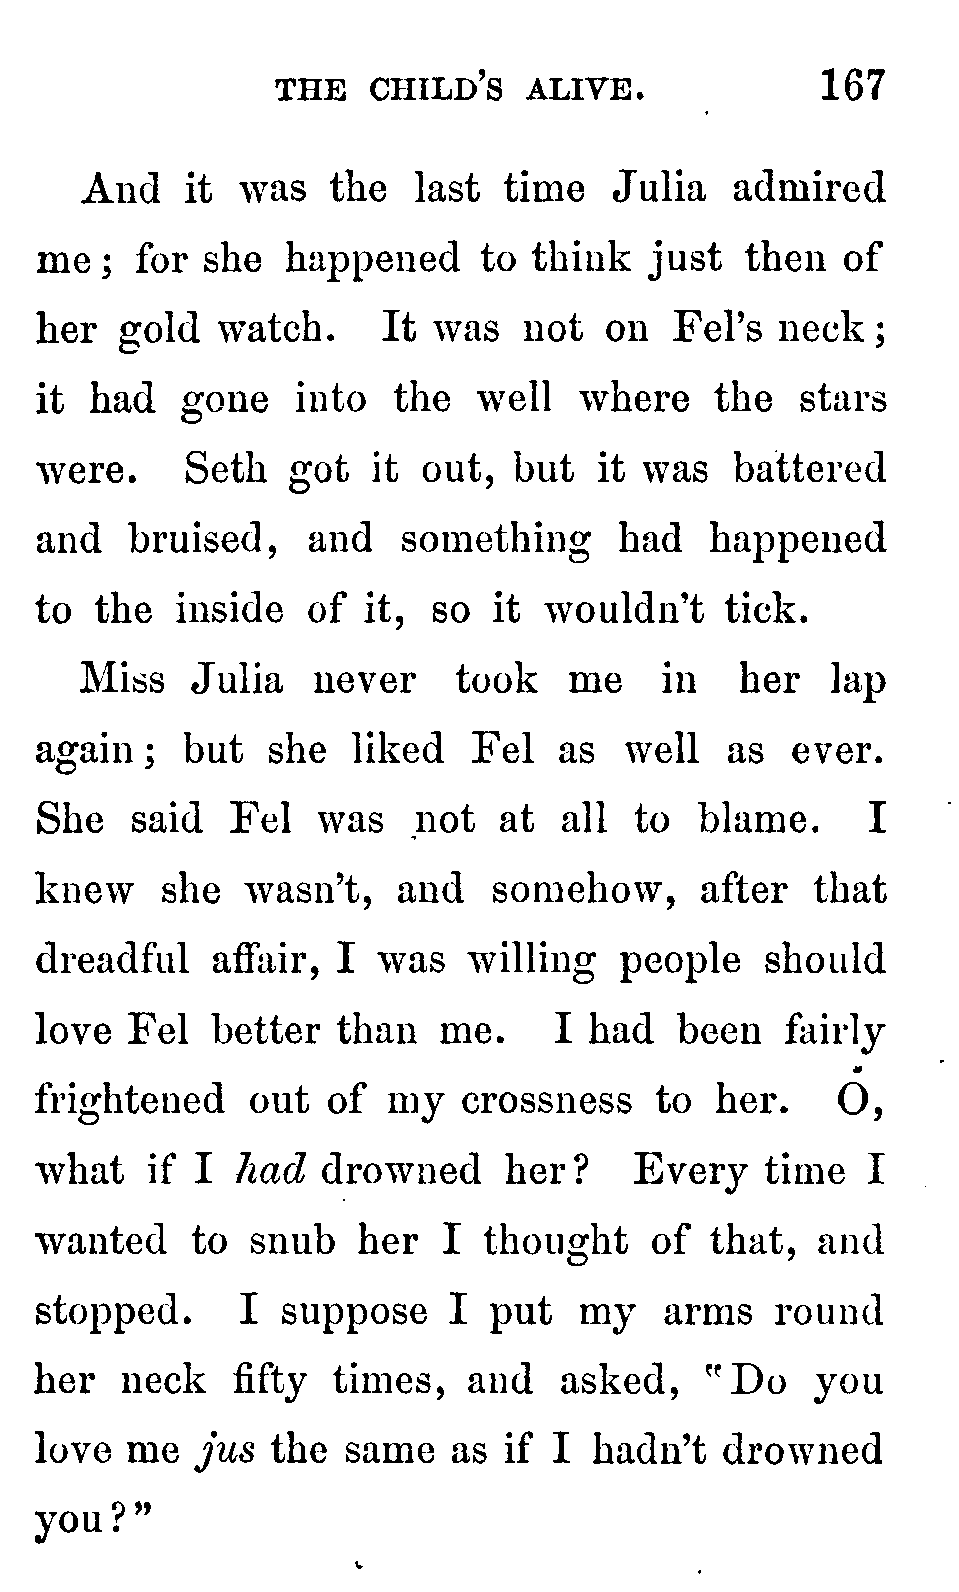 THE CHILD'S ALIVE. 167
And it was the last time Julia admired
me; for she happened to think just then of
her gold watch. It was not on Fel's neck;
it had gone into the well where the stars
were. Seth got it out, but it was battered
and bruised, and something had happened
to the inside of it, so it wouldn't tick.
Miss Julia never took me in her lap
again; but she liked Fel as well as ever.
She said Fel was not at all to blame. I
knew she wasn't, and somehow, after that
dreadful affair, I was willing people should
love Fel better than me. I had been fairly
frightened out of my crossness to her. O,
what if I had drowned her? Every time I
wanted to snub her I thought of that, and
stopped. I suppose I put my arms round
her neck fifty times, and asked, "Do you
love me jus the same as if I hadn't drowned
you?"